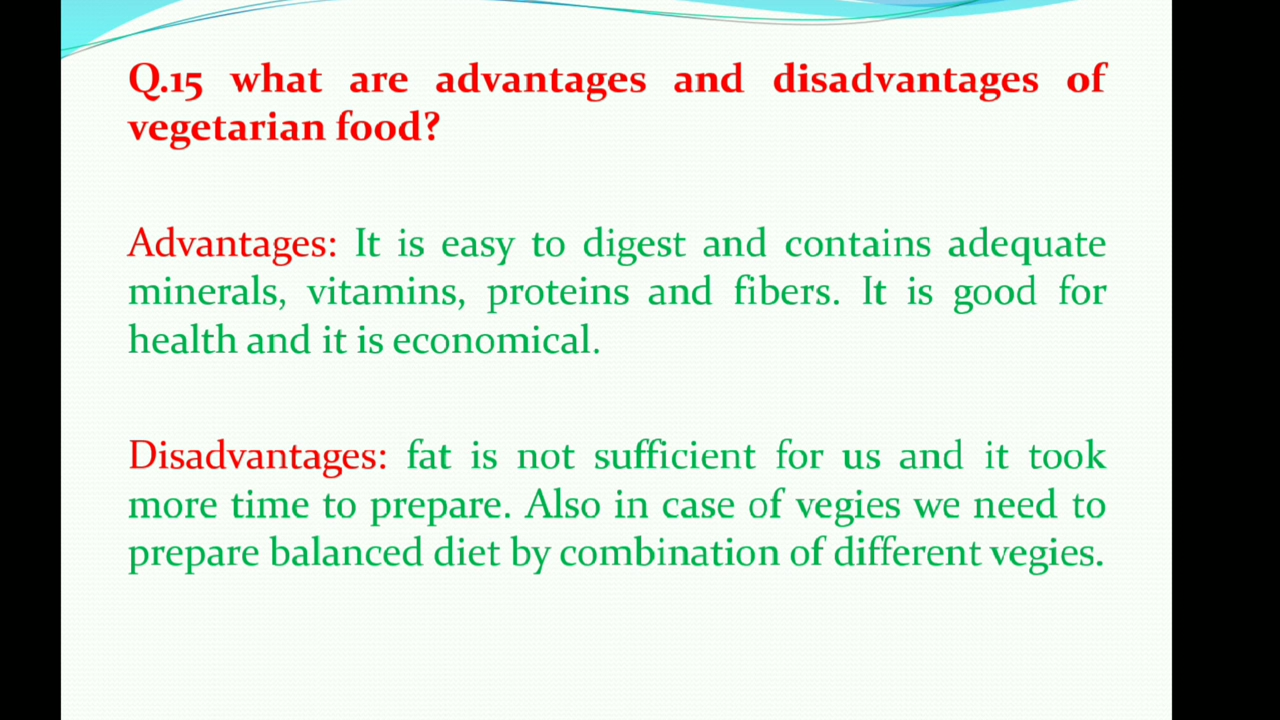 Q.15 what are advantages and disadvantages of
vegetarian food?
Advantages: It is easy to digest and contains adequate
minerals, vitamins, proteins and fibers. It is good for
health and it is economical.
Disadvantages: fat is not sufficient for us and it took
more time to prepare. Also in case of vegies we need to
prepare balanced diet by combination of different vegies.